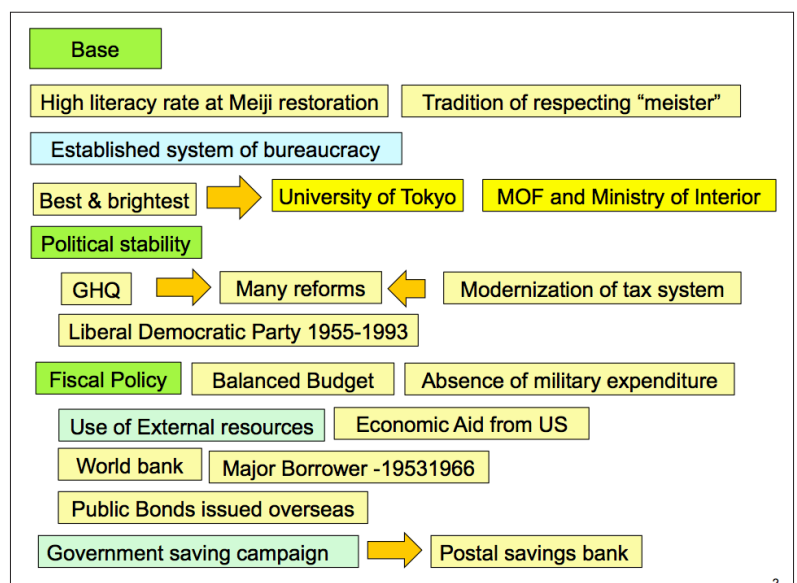 Base
High literacy rate at Meiji restoration Tradition of respecting “meister”
Established system of bureaucracy
Best & brightest University of Tokyo MOF and Ministry of Interior
Political stability
GHQ Many reforms Modernization of tax system
Liberal Democratic Party 1955-1993
Fiscal Policy Balanced Budget Absence of military expenditure
Use of External resources Economic Aid from US
World bank Major Borrower -19531966
Public Bonds issued overseas
Government saving campaign Postal savings bank